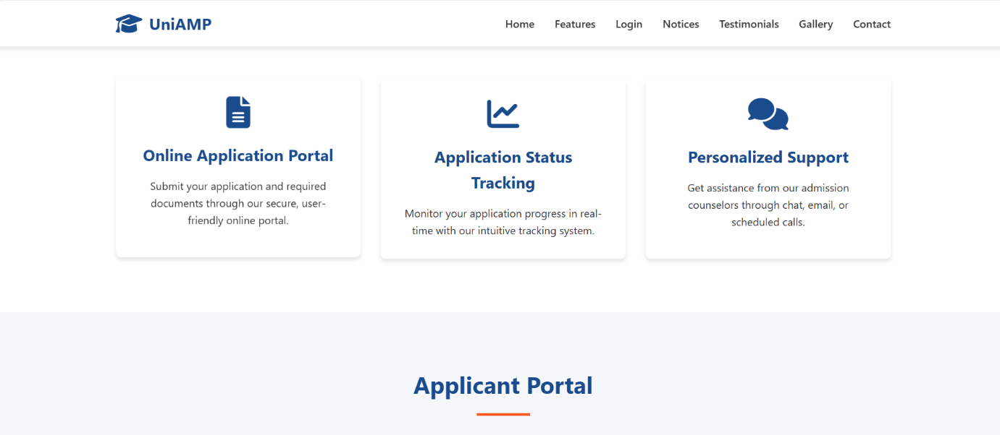 UniAMP
Home
Features
Login
Notices
Testimonials
Gallery
Contact
Online Application Portal
Submit your application and required
documents through our secure, user-
friendly online portal.
Application Status
Tracking
Monitor your application progress in real-
time with our intuitive tracking system.
Personalized Support
Get assistance from our admission
counselors through chat, email, or
scheduled calls.
Applicant Portal